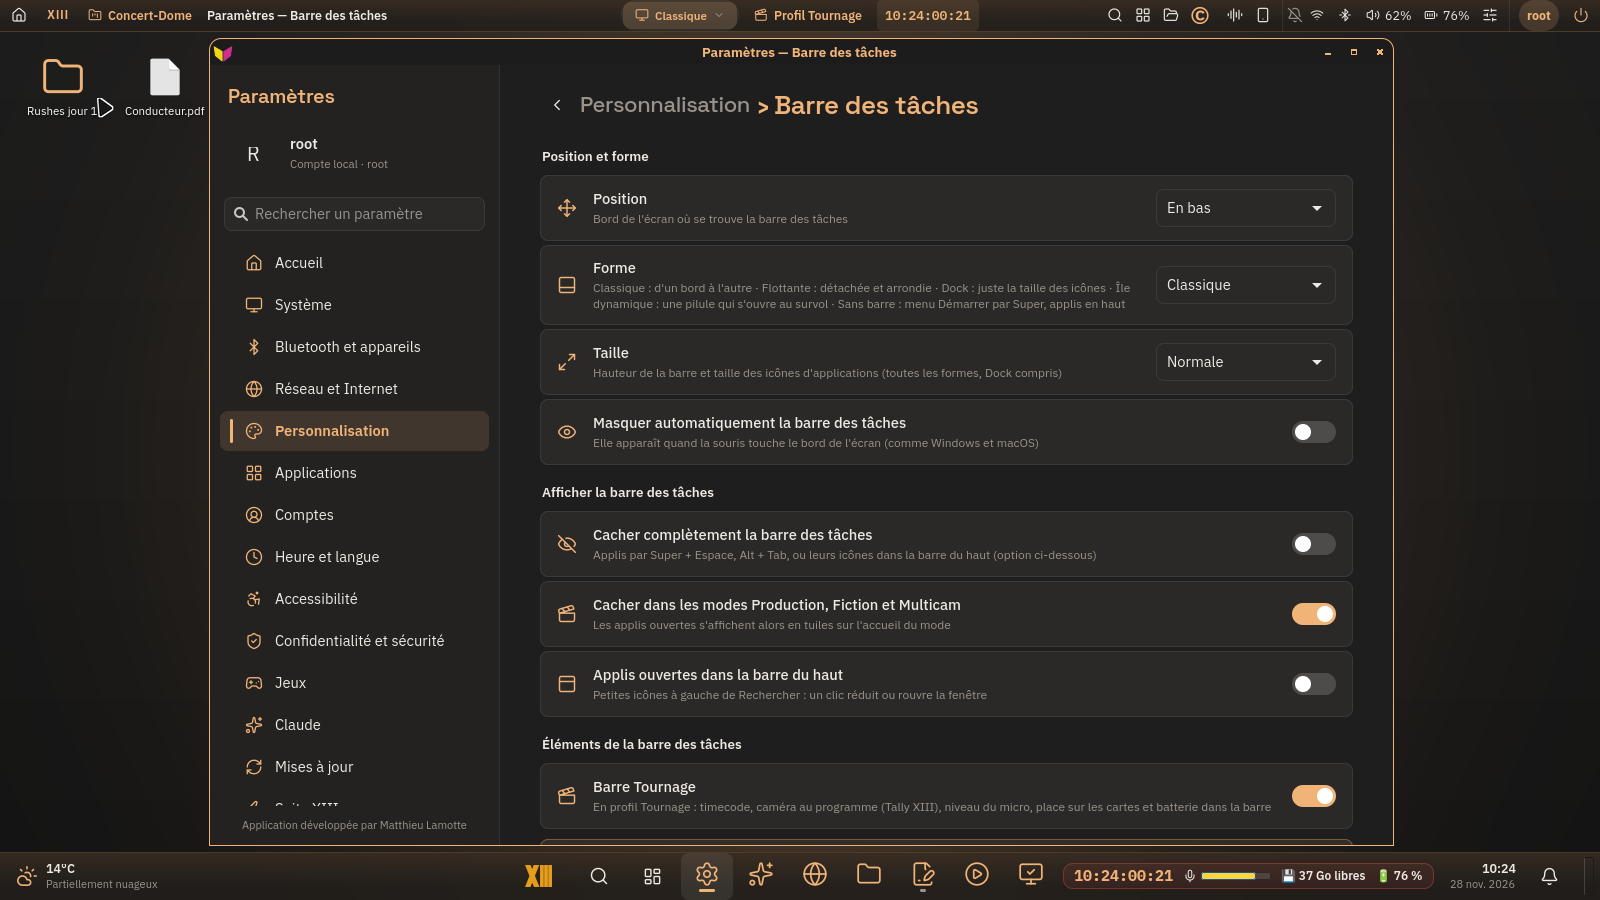 XIII
Concert-Dome
Paramètres — Barre des tâches
Classique
Profil Tournage
10:24:00:21
62%
76%
root
Rushes jour 1
Conducteur.pdf
Paramètres — Barre des tâches
Paramètres
R
root
Compte local · root
Rechercher un paramètre
Accueil
Système
Bluetooth et appareils
Réseau et Internet
Personnalisation
Applications
Comptes
Heure et langue
Accessibilité
Confidentialité et sécurité
Jeux
Claude
Mises à jour
Suite XIII
Application développée par Matthieu Lamotte
Personnalisation > Barre des tâches
Position et forme
Position
Bord de l'écran où se trouve la barre des tâches
En bas
Forme
Classique : d'un bord à l'autre · Flottante : détachée et arrondie · Dock : juste la taille des icônes · Île
dynamique : une pilule qui s'ouvre au survol · Sans barre : menu Démarrer par Super, applis en haut
Classique
Taille
Hauteur de la barre et taille des icônes d'applications (toutes les formes, Dock compris)
Normale
Masquer automatiquement la barre des tâches
Elle apparaît quand la souris touche le bord de l'écran (comme Windows et macOS)
Afficher la barre des tâches
Cacher complètement la barre des tâches
Applis par Super + Espace, Alt + Tab, ou leurs icônes dans la barre du haut (option ci-dessous)
Cacher dans les modes Production, Fiction et Multicam
Les applis ouvertes s'affichent alors en tuiles sur l'accueil du mode
Applis ouvertes dans la barre du haut
Petites icônes à gauche de Rechercher : un clic réduit ou rouvre la fenêtre
Éléments de la barre des tâches
Barre Tournage
En profil Tournage : timecode, caméra au programme (Tally XIII), niveau du micro, place sur les cartes et batterie dans la barre
14°C
Partiellement nuageux
XIII
10:24:00:21
37 Go libres
76 %
10:24
28 nov. 2026